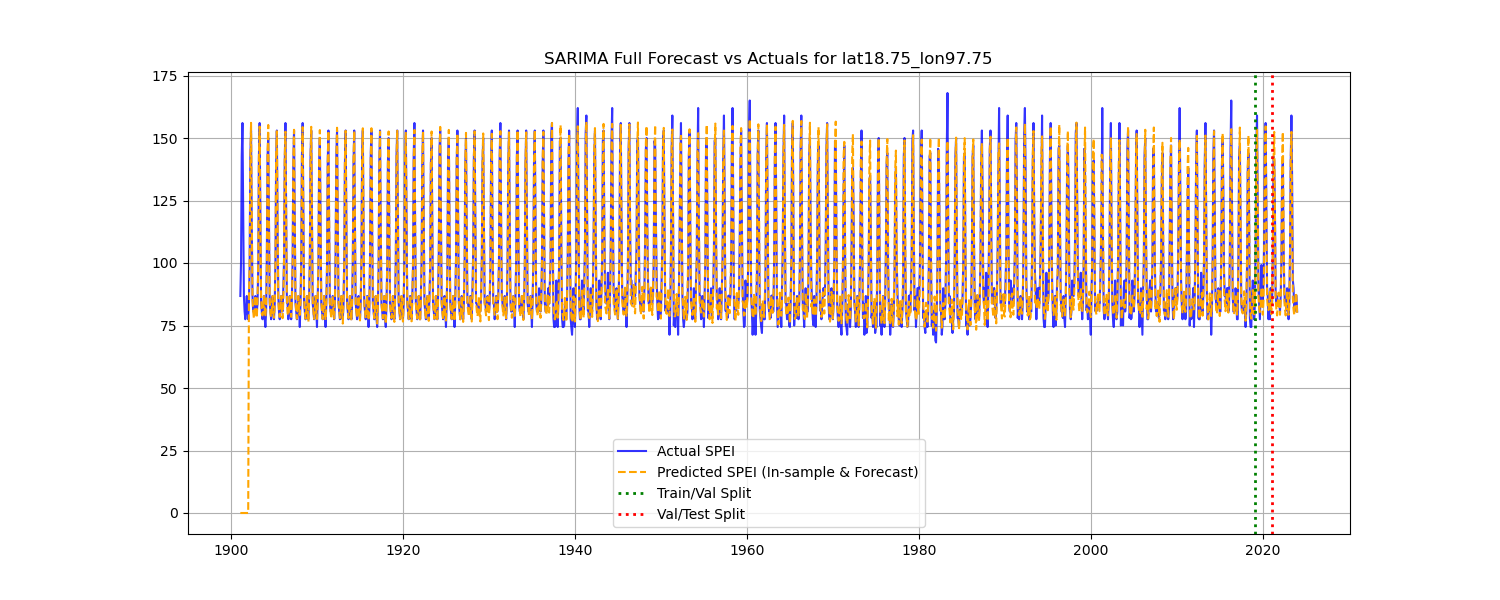 SARIMA Full Forecast vs Actuals for lat18.75_lon97.75
175
150
125
100
75
50
25
0
Actual SPEI
Predicted SPEI (In-sample & Forecast)
Train/Val Split
Val/Test Split
1900 1920 1940 1960 1980 2000 2020